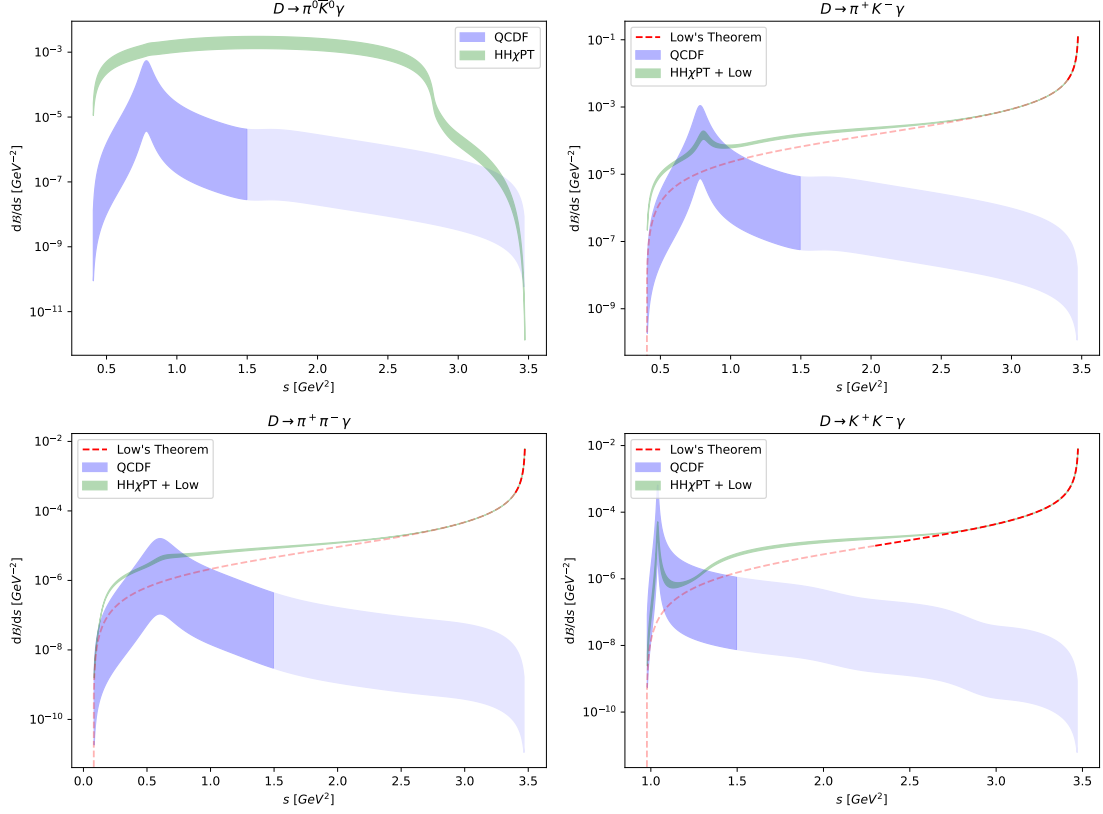 D → π⁰K̅⁰γ
QCDF
HHχPT
10⁻³
10⁻⁵
10⁻⁷
10⁻⁹
10⁻¹¹
dℬ/ds [GeV⁻²]
0.5 1.0 1.5 2.0 2.5 3.0 3.5
s [GeV²]
D → π⁺K⁻γ
Low's Theorem
QCDF
HHχPT + Low
10⁻¹
10⁻³
10⁻⁵
10⁻⁷
10⁻⁹
dℬ/ds [GeV⁻²]
0.5 1.0 1.5 2.0 2.5 3.0 3.5
s [GeV²]
D → π⁺π⁻γ
Low's Theorem
QCDF
HHχPT + Low
10⁻²
10⁻⁴
10⁻⁶
10⁻⁸
10⁻¹⁰
dℬ/ds [GeV⁻²]
0.0 0.5 1.0 1.5 2.0 2.5 3.0 3.5
s [GeV²]
D → K⁺K⁻γ
Low's Theorem
QCDF
HHχPT + Low
10⁻²
10⁻⁴
10⁻⁶
10⁻⁸
10⁻¹⁰
dℬ/ds [GeV⁻²]
1.0 1.5 2.0 2.5 3.0 3.5
s [GeV²]